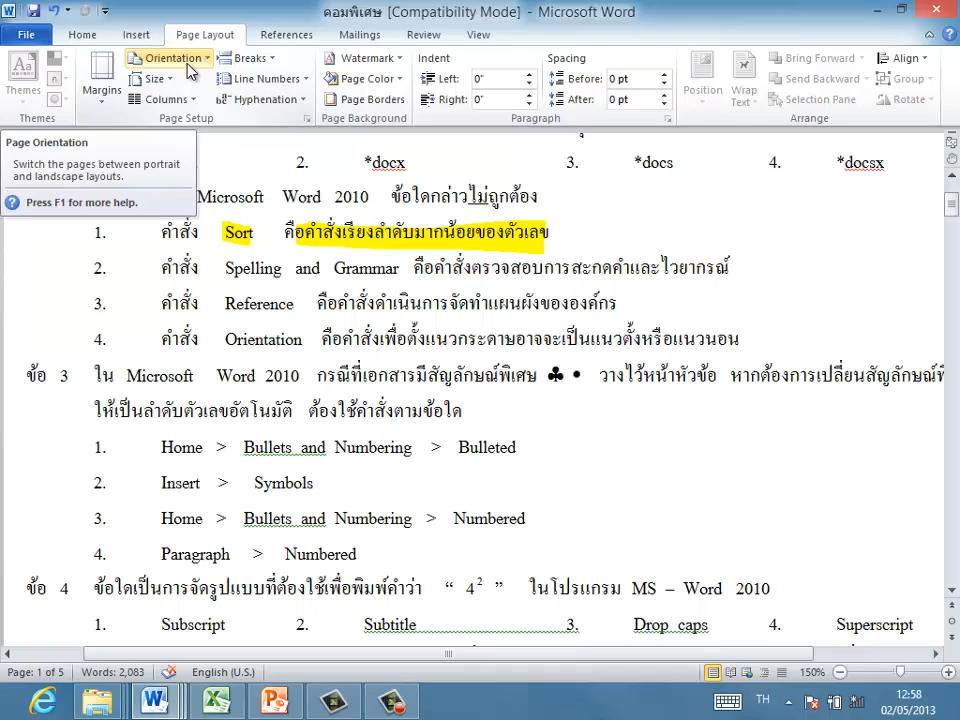 คอมพิเศษ [Compatibility Mode] - Microsoft Word
File Home Insert Page Layout References Mailings Review View
Themes
Themes
Margins
Orientation
Size
Columns
Breaks
Line Numbers
Hyphenation
Page Setup
Watermark
Page Color
Page Borders
Page Background
Indent
Left: 0"
Right: 0"
Spacing
Before: 0 pt
After: 0 pt
Paragraph
Position
Wrap Text
Bring Forward
Send Backward
Selection Pane
Align
Group
Rotate
Arrange
Page Orientation
Switch the pages between portrait
and landscape layouts.
Press F1 for more help.
2. *docx 3. *docs 4. *docsx
Microsoft Word 2010 ข้อใดกล่าวไม่ถูกต้อง
1. คำสั่ง Sort คือคำสั่งเรียงลำดับมากน้อยของตัวเลข
2. คำสั่ง Spelling and Grammar คือคำสั่งตรวจสอบการสะกดคำและไวยากรณ์
3. คำสั่ง Reference คือคำสั่งดำเนินการจัดทำแผนผังขององค์กร
4. คำสั่ง Orientation คือคำสั่งเพื่อตั้งแนวกระดาษอาจจะเป็นแนวตั้งหรือแนวนอน
ข้อ 3 ใน Microsoft Word 2010 กรณีที่เอกสารมีสัญลักษณ์พิเศษ ♣ • วางไว้หน้าหัวข้อ หากต้องการเปลี่ยนสัญลักษณ์
ให้เป็นลำดับตัวเลขอัตโนมัติ ต้องใช้คำสั่งตามข้อใด
1. Home > Bullets and Numbering > Bulleted
2. Insert > Symbols
3. Home > Bullets and Numbering > Numbered
4. Paragraph > Numbered
ข้อ 4 ข้อใดเป็นการจัดรูปแบบที่ต้องใช้เพื่อพิมพ์คำว่า “ 4² ” ในโปรแกรม MS – Word 2010
1. Subscript 2. Subtitle 3. Drop caps 4. Superscript
Page: 1 of 5 Words: 2,083 English (U.S.) 150%
TH
12:58
02/05/2013